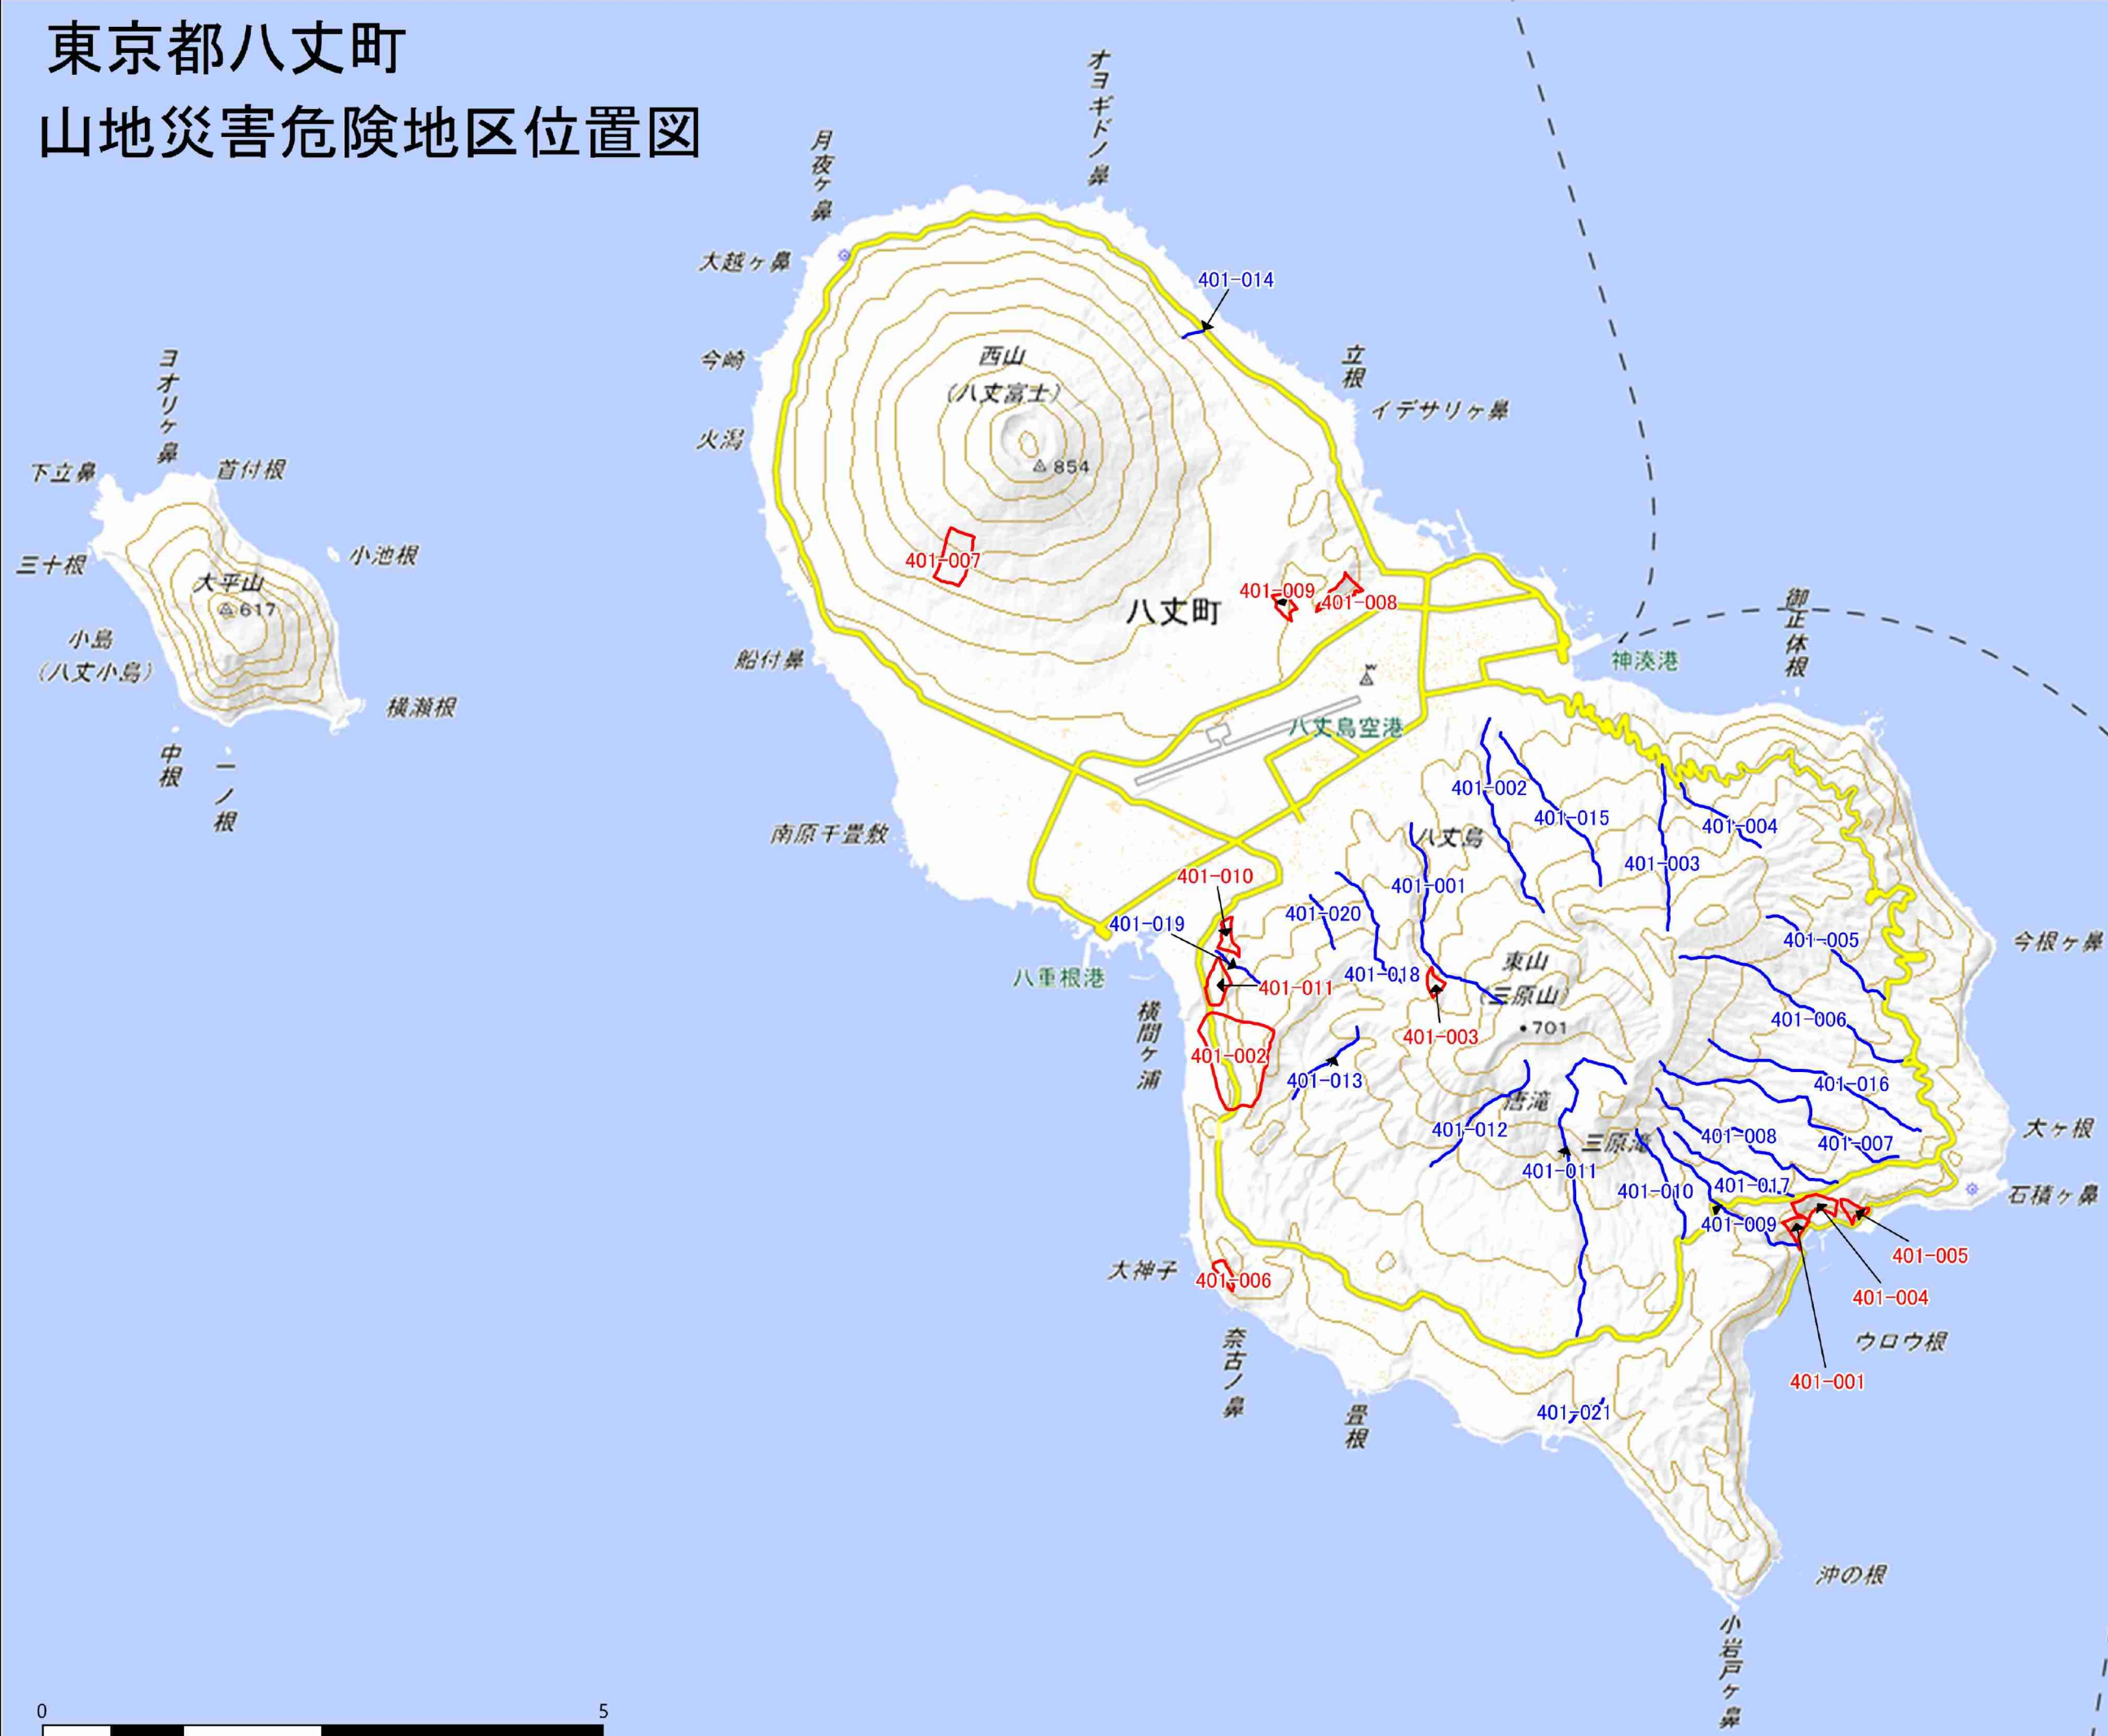 東京都八丈町
山地災害危険地区位置図
オヨギドノ鼻
月夜ヶ鼻
大越ヶ鼻
401-014
今崎
西山
(八丈富士)
立根
イデサリヶ鼻
火潟
854
ヨオリヶ鼻
下立鼻
首付根
三十根
小池根
大平山
617
小島
(八丈小島)
横瀬根
中根
一ノ根
401-007
八丈町
401-009
401-008
船付鼻
神湊港
御正体根
八丈島空港
南原千畳敷
401-002
401-015
401-004
八丈島
401-003
401-010
401-001
401-019
401-020
401-005
今根ヶ鼻
八重根港
401-018
東山
(三原山)
401-011
701
401-006
横間ヶ浦
401-003
401-002
401-013
唐滝
401-016
401-012
三原滝
401-008
401-007
大ヶ根
401-011
401-010
401-017
石積ヶ鼻
401-009
401-005
401-004
大神子
401-006
ウロウ根
401-001
奈古ノ鼻
畳根
401-021
沖の根
小岩戸ヶ鼻
0
5